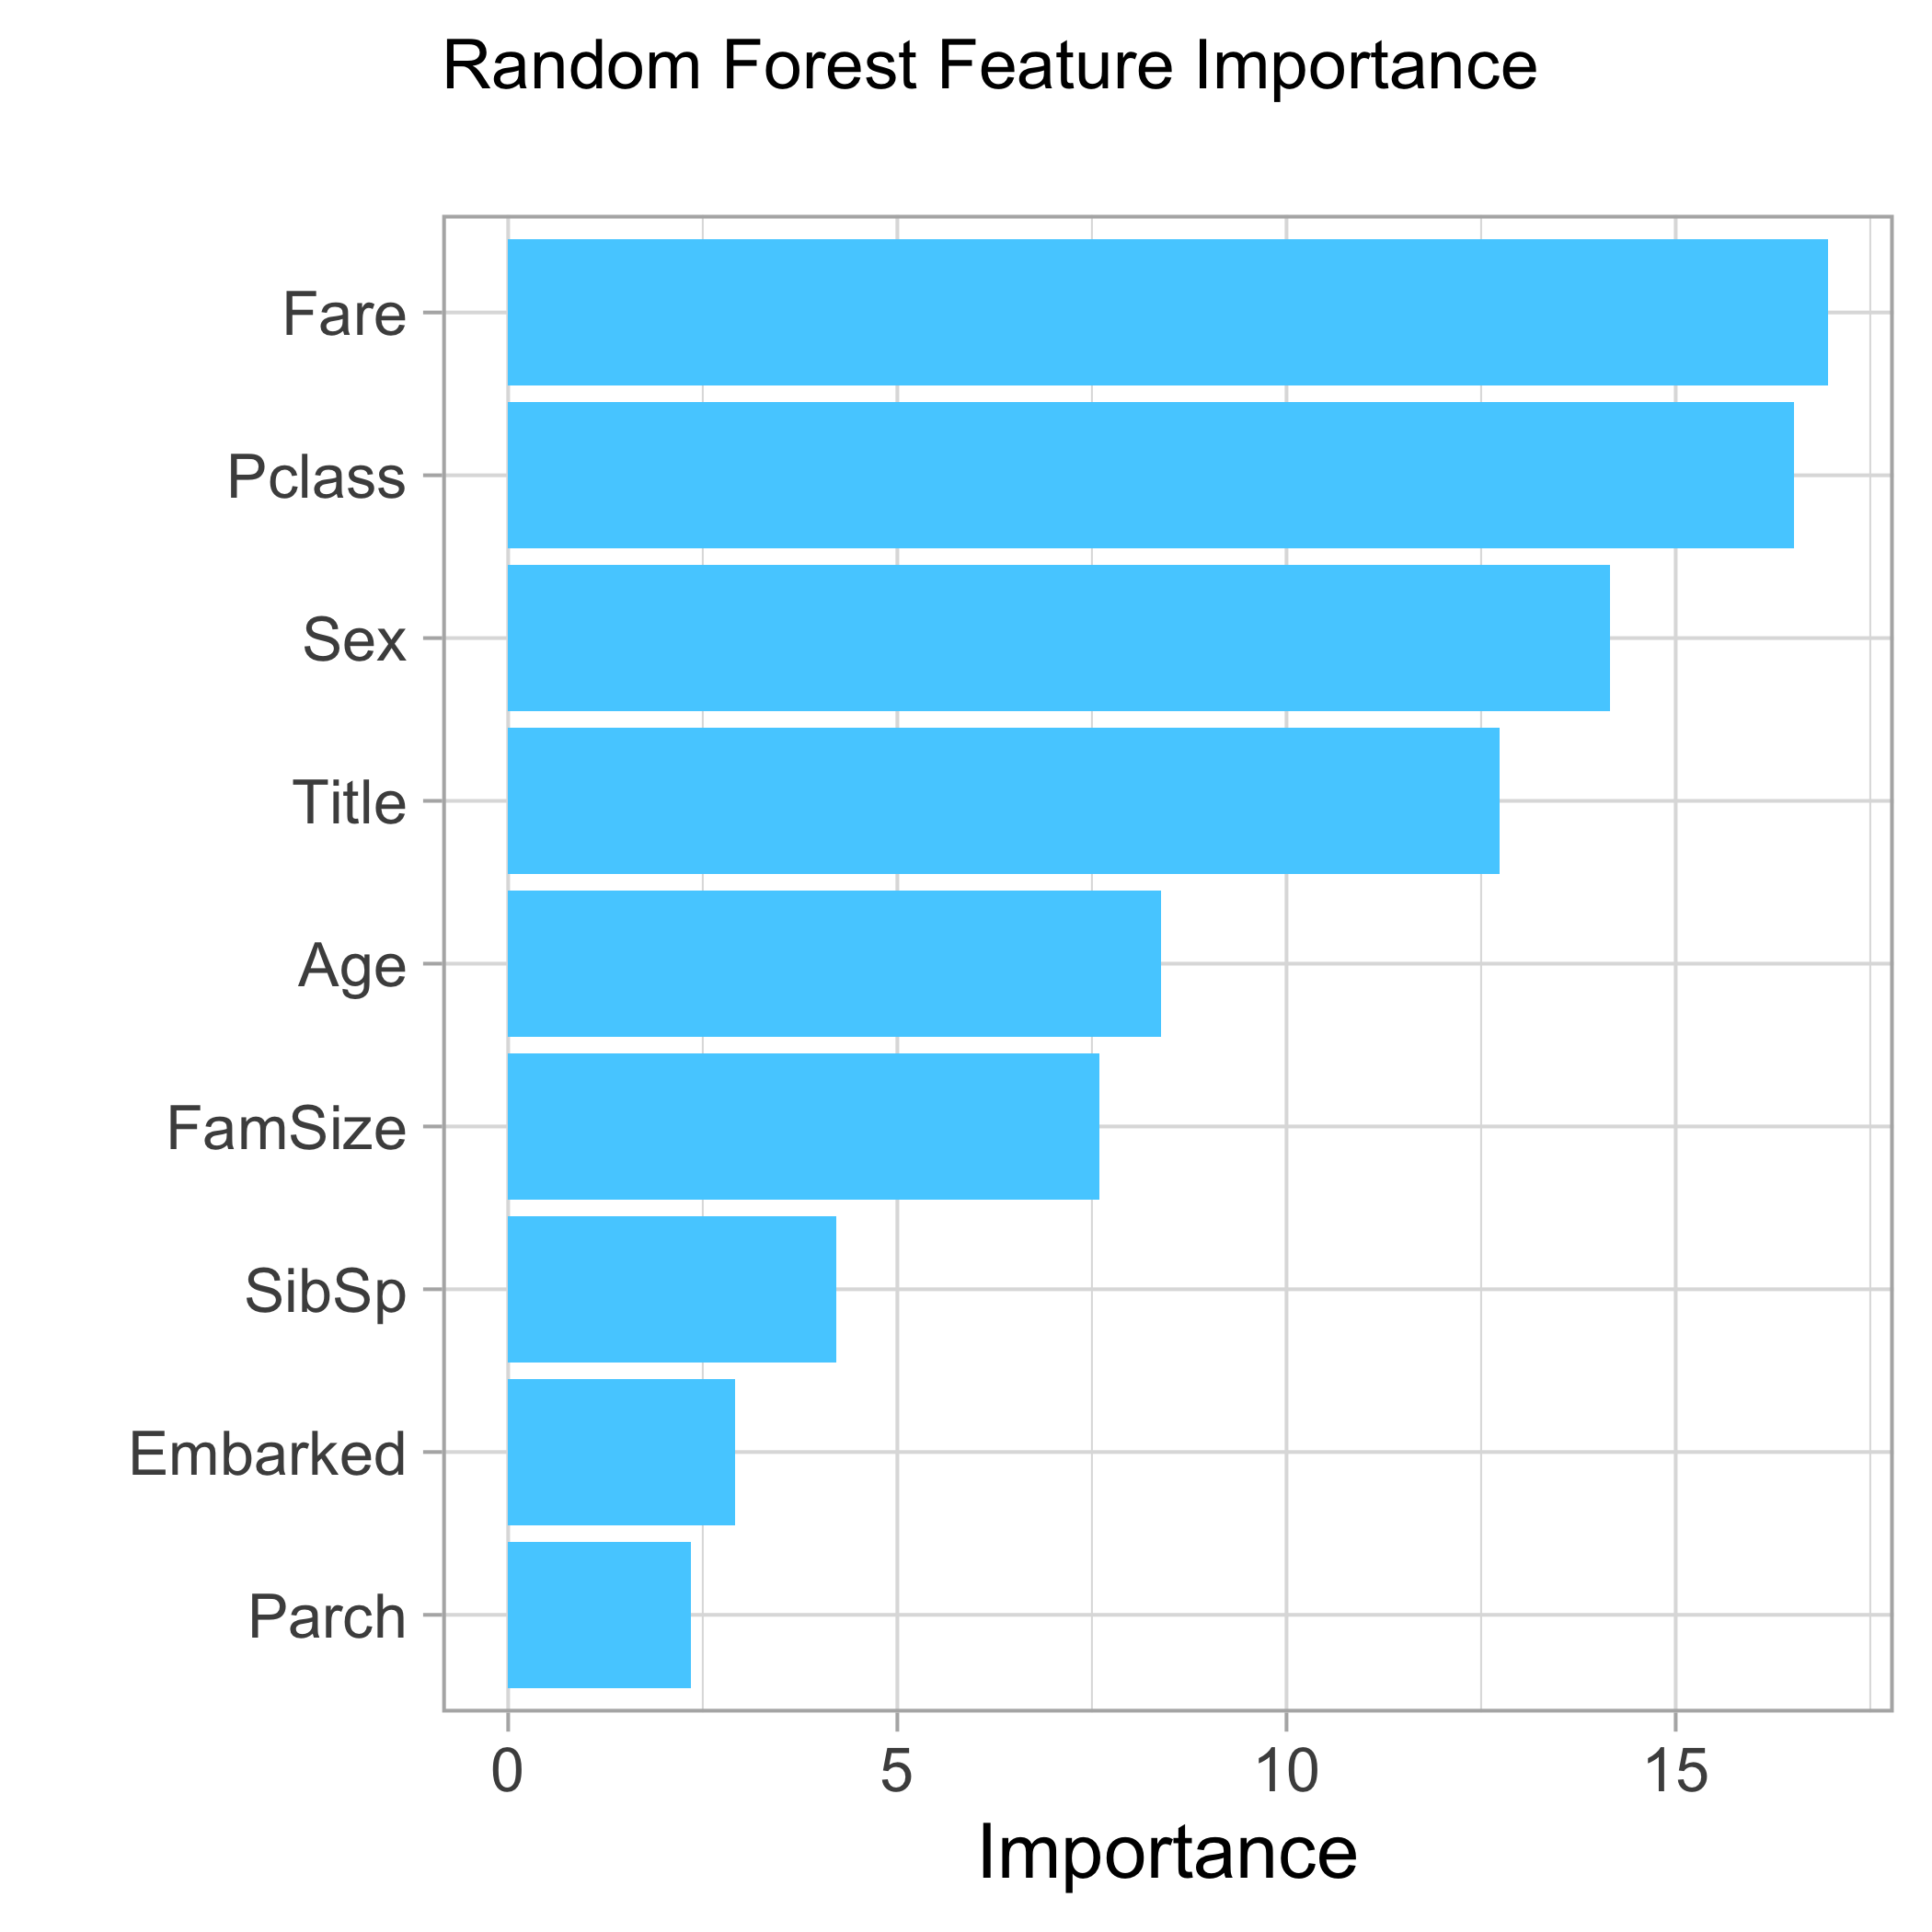 Random Forest Feature Importance
Fare
Pclass
Sex
Title
Age
FamSize
SibSp
Embarked
Parch
0 5 10 15
Importance